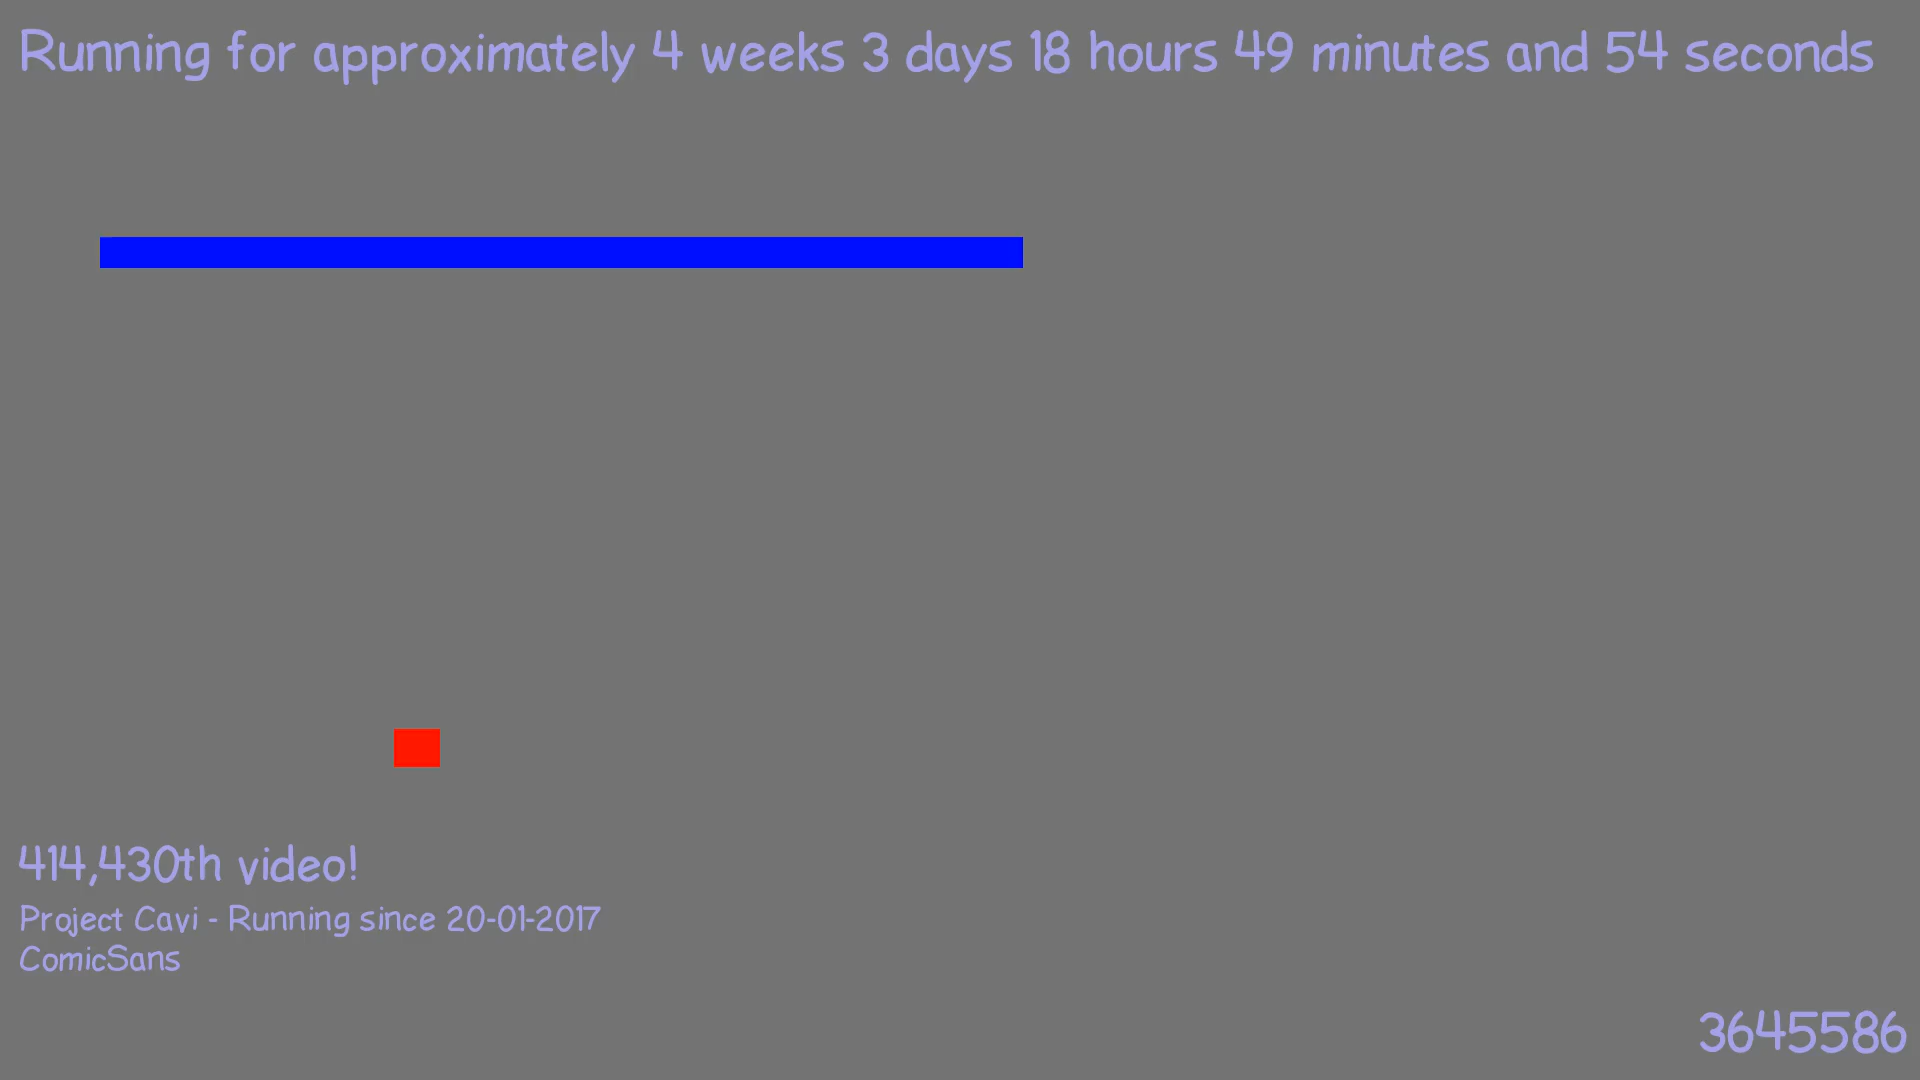 Running for approximately 4 weeks 3 days 18 hours 49 minutes and 54 seconds
414,430th video!
Project Cavi - Running since 20-01-2017
ComicSans
3645586